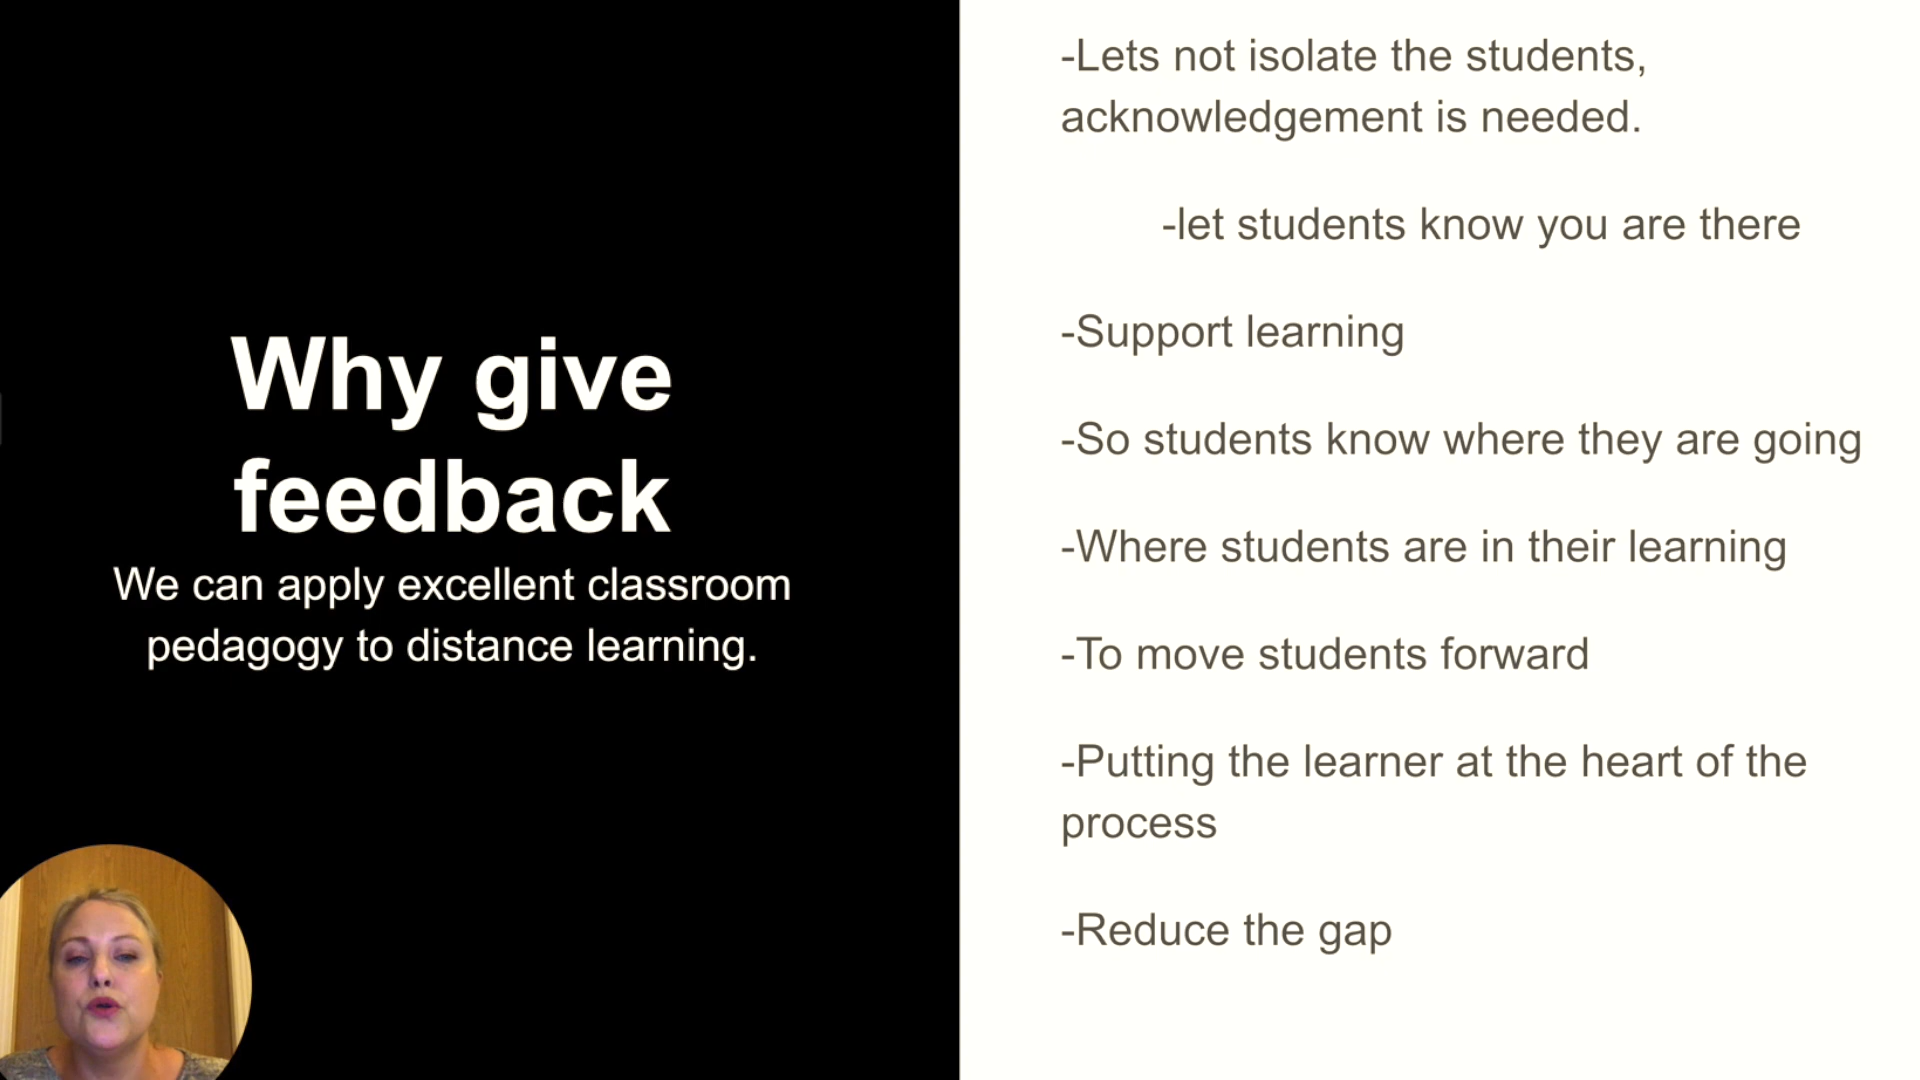 Why give
feedback
We can apply excellent classroom
pedagogy to distance learning.
-Lets not isolate the students,
acknowledgement is needed.
-let students know you are there
-Support learning
-So students know where they are going
-Where students are in their learning
-To move students forward
-Putting the learner at the heart of the
process
-Reduce the gap